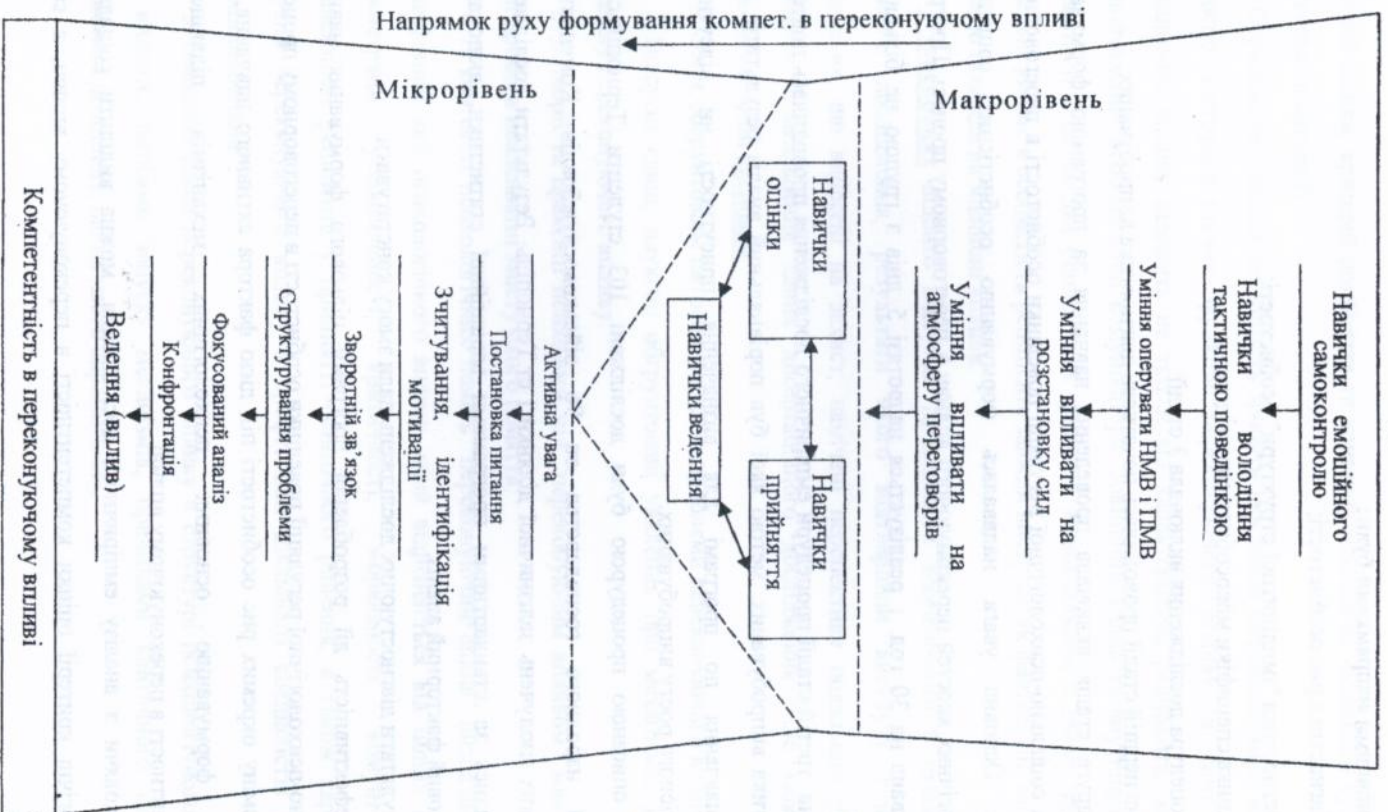 Напрямок руху формування компет. в переконуючому впливі
Макрорівень
Навички емоційного
самоконтролю
Навички володіння
тактичною поведінкою
Уміння оперувати НМВ і ПМВ
Уміння впливати на
розстановку сил
Уміння впливати на
атмосферу переговорів
Навички
оцінки
Навички
прийняття
Навички ведення
Мікрорівень
Активна увага
Постановка питання
Зчитування, ідентифікація
мотивації
Зворотній зв’язок
Структурування проблеми
Фокусований аналіз
Конфронтація
Ведення (вплив)
Компетентність в переконуючому впливі